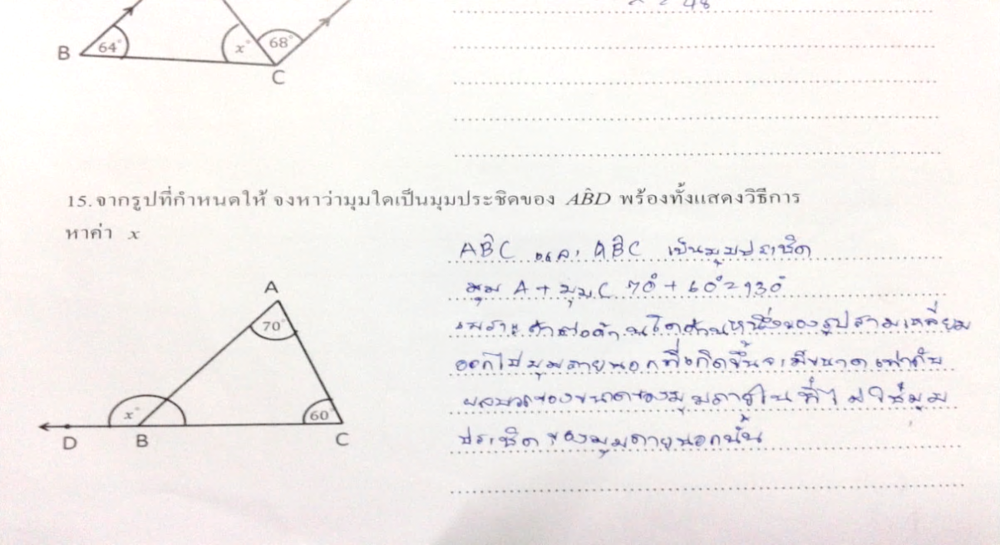 = 48
B 64° x° 68°
C
15. จากรูปที่กำหนดให้ จงหาว่ามุมใดเป็นมุมประชิดของ AB̂D พร้องทั้งแสดงวิธีการ
หาค่า x
AB̂C และ AB̂C เป็นมุมประชิด
มุม A + มุม C 70° + 60° = 130°
เพราะถ้าต่อด้านใดด้านหนึ่งของรูปสามเหลี่ยม
ออกไปมุมภายนอกที่เกิดขึ้นจะมีขนาดเท่ากับ
ผลบวกของขนาดของมุมภายในที่ไม่ใช่มุม
ประชิดของมุมภายนอกนั้น
A
70°
x° 60°
D B C